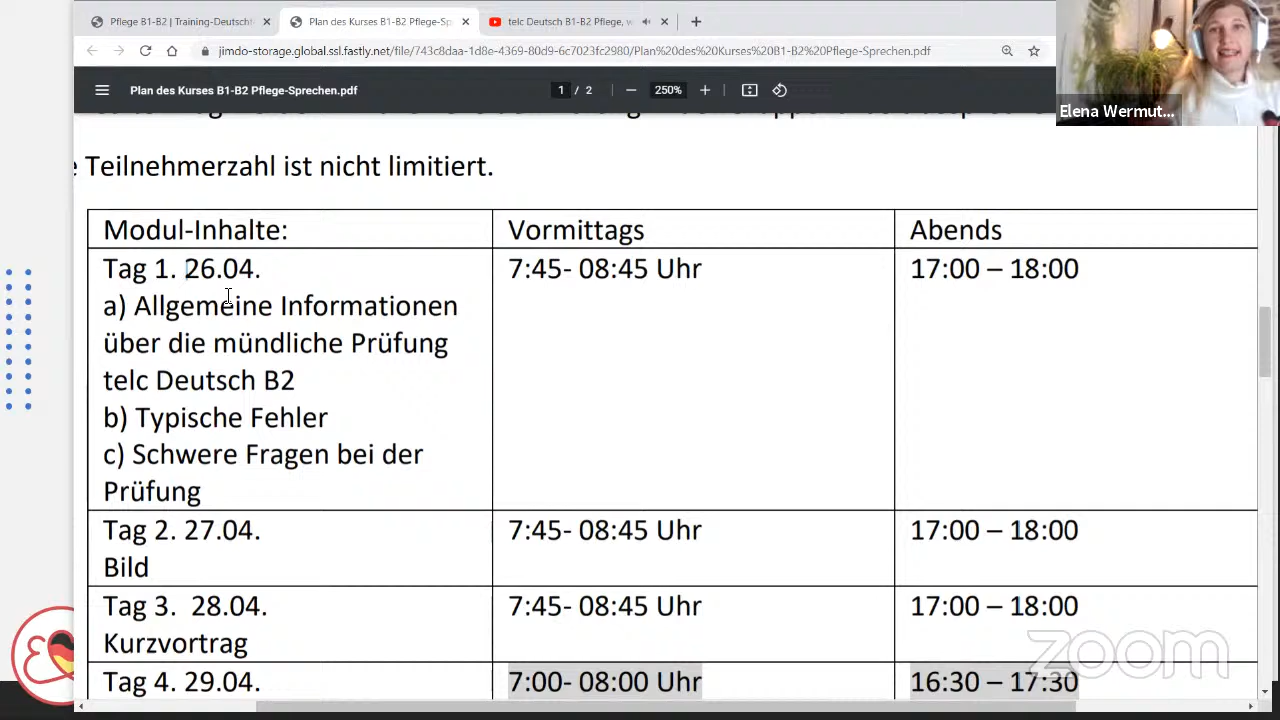 Pflege B1-B2 | Training-Deutsch
Plan des Kurses B1-B2 Pflege-Sp
telc Deutsch B1-B2 Pflege, w
jimdo-storage.global.ssl.fastly.net/file/743c8daa-1d8e-4369-80d9-6c7023fc2980/Plan%20des%20Kurses%20B1-B2%20Pflege-Sprechen.pdf
Plan des Kurses B1-B2 Pflege-Sprechen.pdf
1 / 2
250%
Elena Wermut...
Teilnehmerzahl ist nicht limitiert.
Modul-Inhalte: Vormittags Abends
Tag 1. 26.04. 7:45- 08:45 Uhr 17:00 – 18:00
a) Allgemeine Informationen
über die mündliche Prüfung
telc Deutsch B2
b) Typische Fehler
c) Schwere Fragen bei der
Prüfung
Tag 2. 27.04. 7:45- 08:45 Uhr 17:00 – 18:00
Bild
Tag 3. 28.04. 7:45- 08:45 Uhr 17:00 – 18:00
Kurzvortrag
zoom
Tag 4. 29.04. 7:00- 08:00 Uhr 16:30 – 17:30